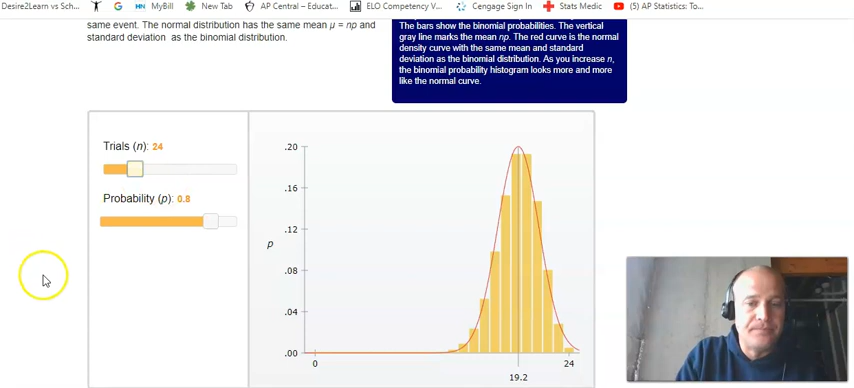 Desire2Learn vs Sch...
MyBill
New Tab
AP Central – Educat...
ELO Competency V...
Cengage Sign In
Stats Medic
(5) AP Statistics: To...
same event. The normal distribution has the same mean μ = np and
standard deviation as the binomial distribution.
The bars show the binomial probabilities. The vertical
gray line marks the mean np. The red curve is the normal
density curve with the same mean and standard
deviation as the binomial distribution. As you increase n,
the binomial probability histogram looks more and more
like the normal curve.
Trials (n): 24
Probability (p): 0.8
.20
.16
.12
p
.08
.04
.00
0
24
19.2